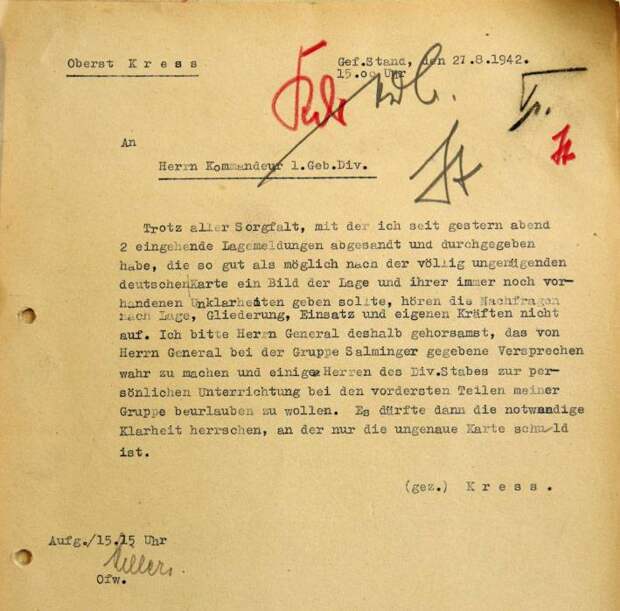 Oberst K r e s s
Gef.Stand, den 27.8.1942.
15.00 Uhr
An
Herrn Kommandeur 1.Geb.Div.
Trotz aller Sorgfalt, mit der ich seit gestern abend
2 eingehende Lagemeldungen abgesandt und durchgegeben
habe, die so gut als möglich nach der völlig ungenügenden
deutschenKarte ein Bild der Lage und ihrer immer noch vor-
handenen Unklarheiten geben sollte, hören die Nachfragen
nach Lage, Gliederung, Einsatz und eigenen Kräften nicht
auf. Ich bitte Herrn General deshalb gehorsamst, das von
Herrn General bei der Gruppe Salminger gegebene Versprechen
wahr zu machen und einige Herren des Div.Stabes zur per-
sönlichen Unterrichtung bei den vordersten Teilen meiner
Gruppe beurlauben zu wollen. Es dürfte dann die notwendige
Klarheit herrschen, an der nur die ungenaue Karte schuld
ist.
(gez.) K r e s s .
Aufg./15.15 Uhr
Ofw.